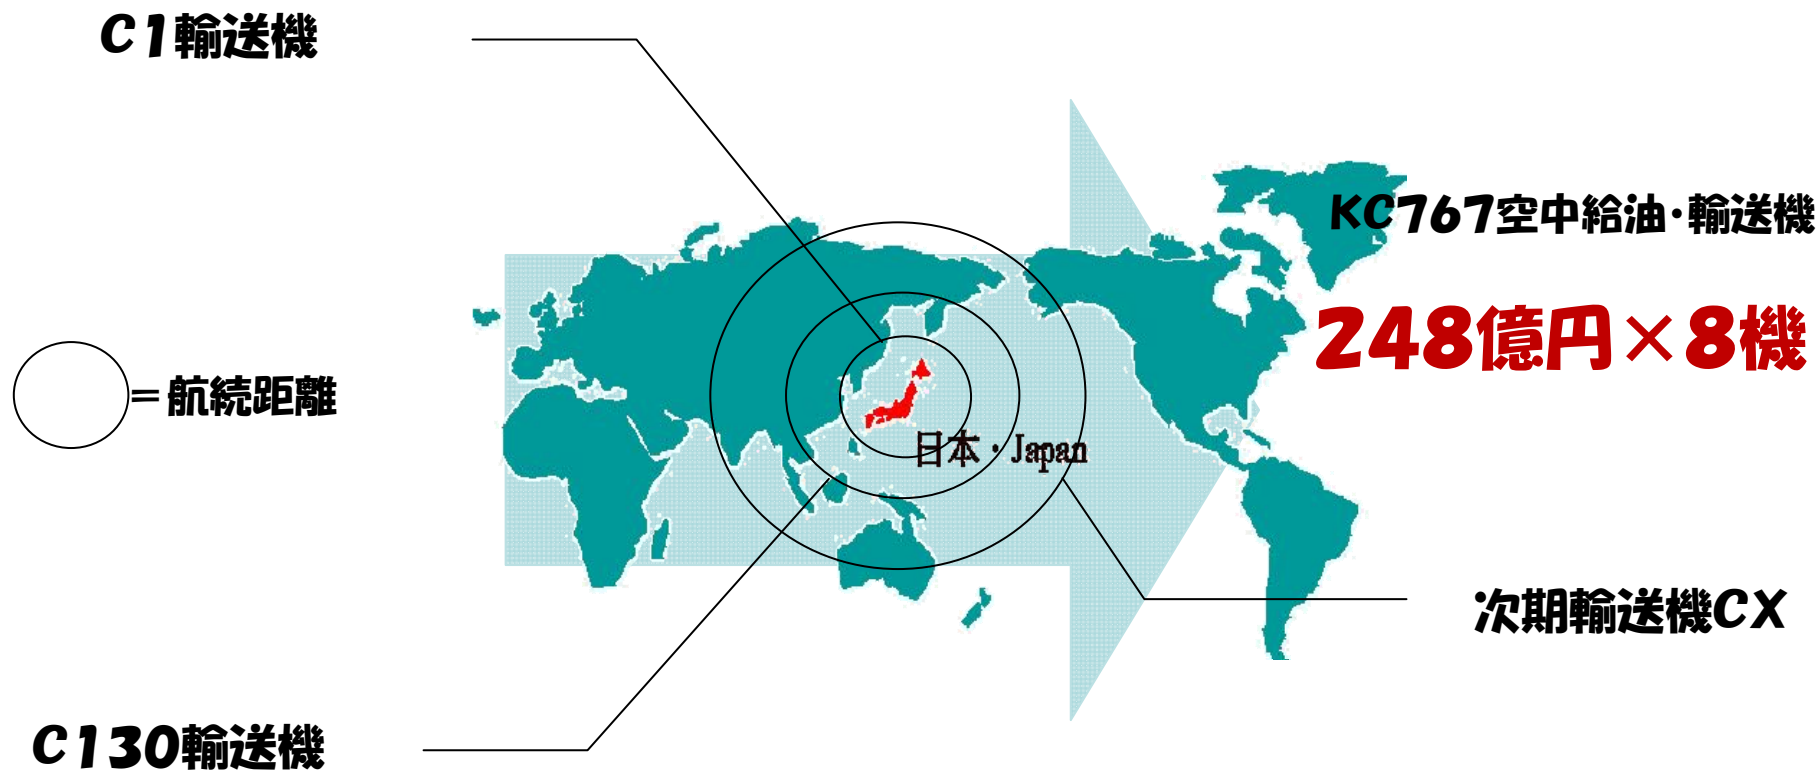 C1輸送機
KC767空中給油・輸送機
248億円×8機
=航続距離
日本・Japan
次期輸送機CX
C130輸送機